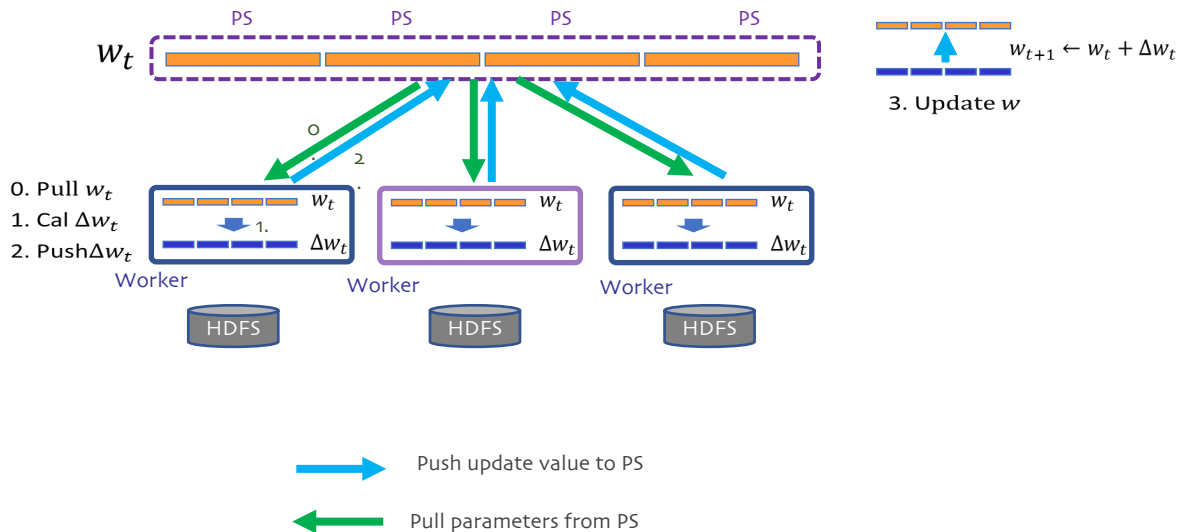 PS PS PS PS
w_t
w_{t+1} ← w_t + Δw_t
3. Update w
0.
2.
0. Pull w_t
1. Cal Δw_t
2. PushΔw_t
w_t w_t w_t
1.
Δw_t Δw_t Δw_t
Worker Worker Worker
HDFS HDFS HDFS
Push update value to PS
Pull parameters from PS